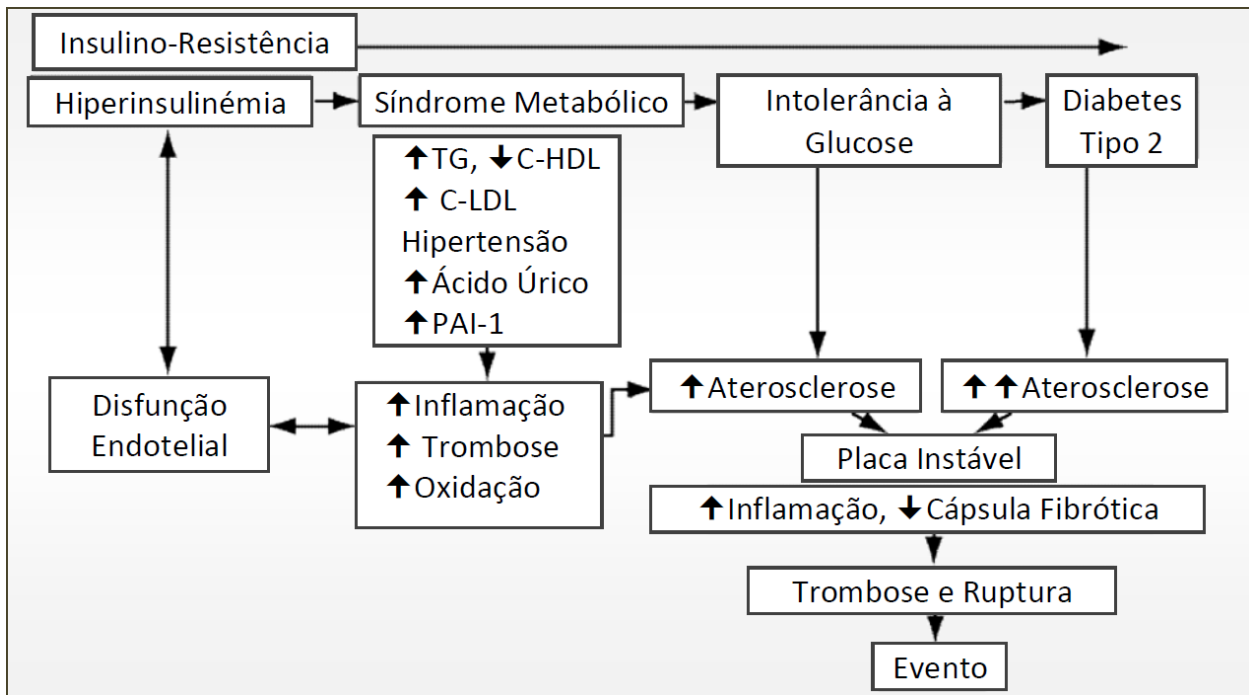 Insulino-Resistência
Hiperinsulinémia
Síndrome Metabólico
Intolerância à
Glucose
Diabetes
Tipo 2
↑TG, ↓C-HDL
↑ C-LDL
Hipertensão
↑Ácido Úrico
↑PAI-1
Disfunção
Endotelial
↑Inflamação
↑ Trombose
↑Oxidação
↑Aterosclerose
↑↑Aterosclerose
Placa Instável
↑Inflamação, ↓Cápsula Fibrótica
Trombose e Ruptura
Evento